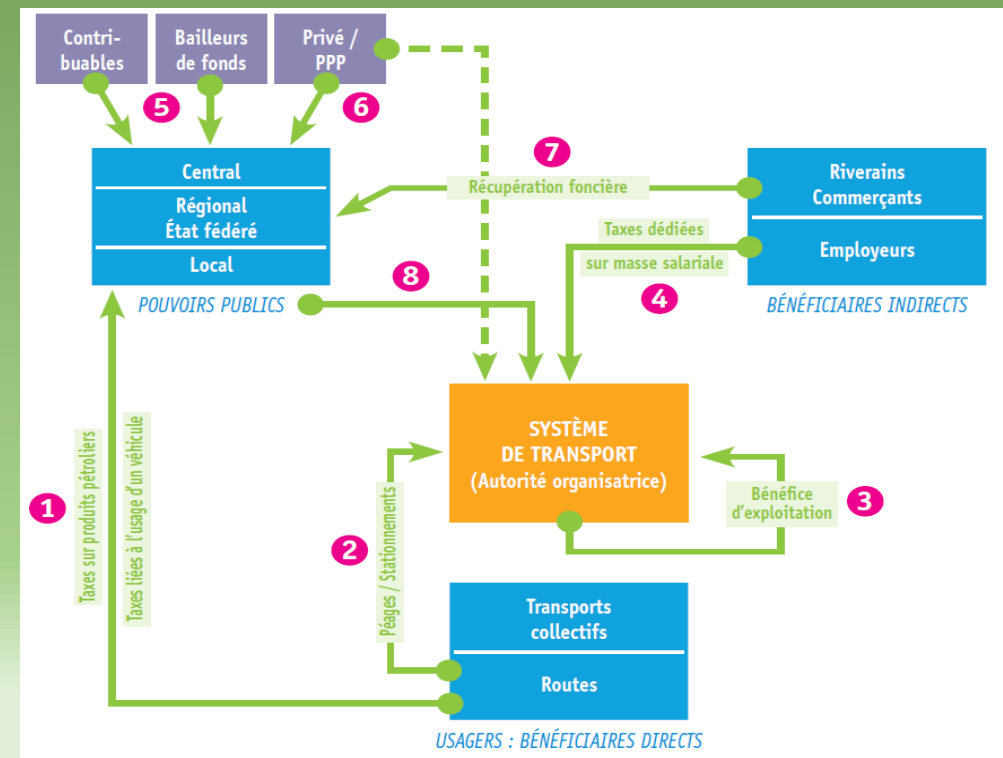 Contri-
buables
Bailleurs
de fonds
Privé /
PPP
5
6
7
Central
Régional
État fédéré
Local
POUVOIRS PUBLICS
8
Récupération foncière
Taxes dédiées
sur masse salariale
4
Riverains
Commerçants
Employeurs
BÉNÉFICIAIRES INDIRECTS
SYSTÈME
DE TRANSPORT
(Autorité organisatrice)
1
Taxes sur produits pétroliers
Taxes liées à l'usage d'un véhicule
2
Péages / Stationnements
Bénéfice
d'exploitation
3
Transports
collectifs
Routes
USAGERS : BÉNÉFICIAIRES DIRECTS